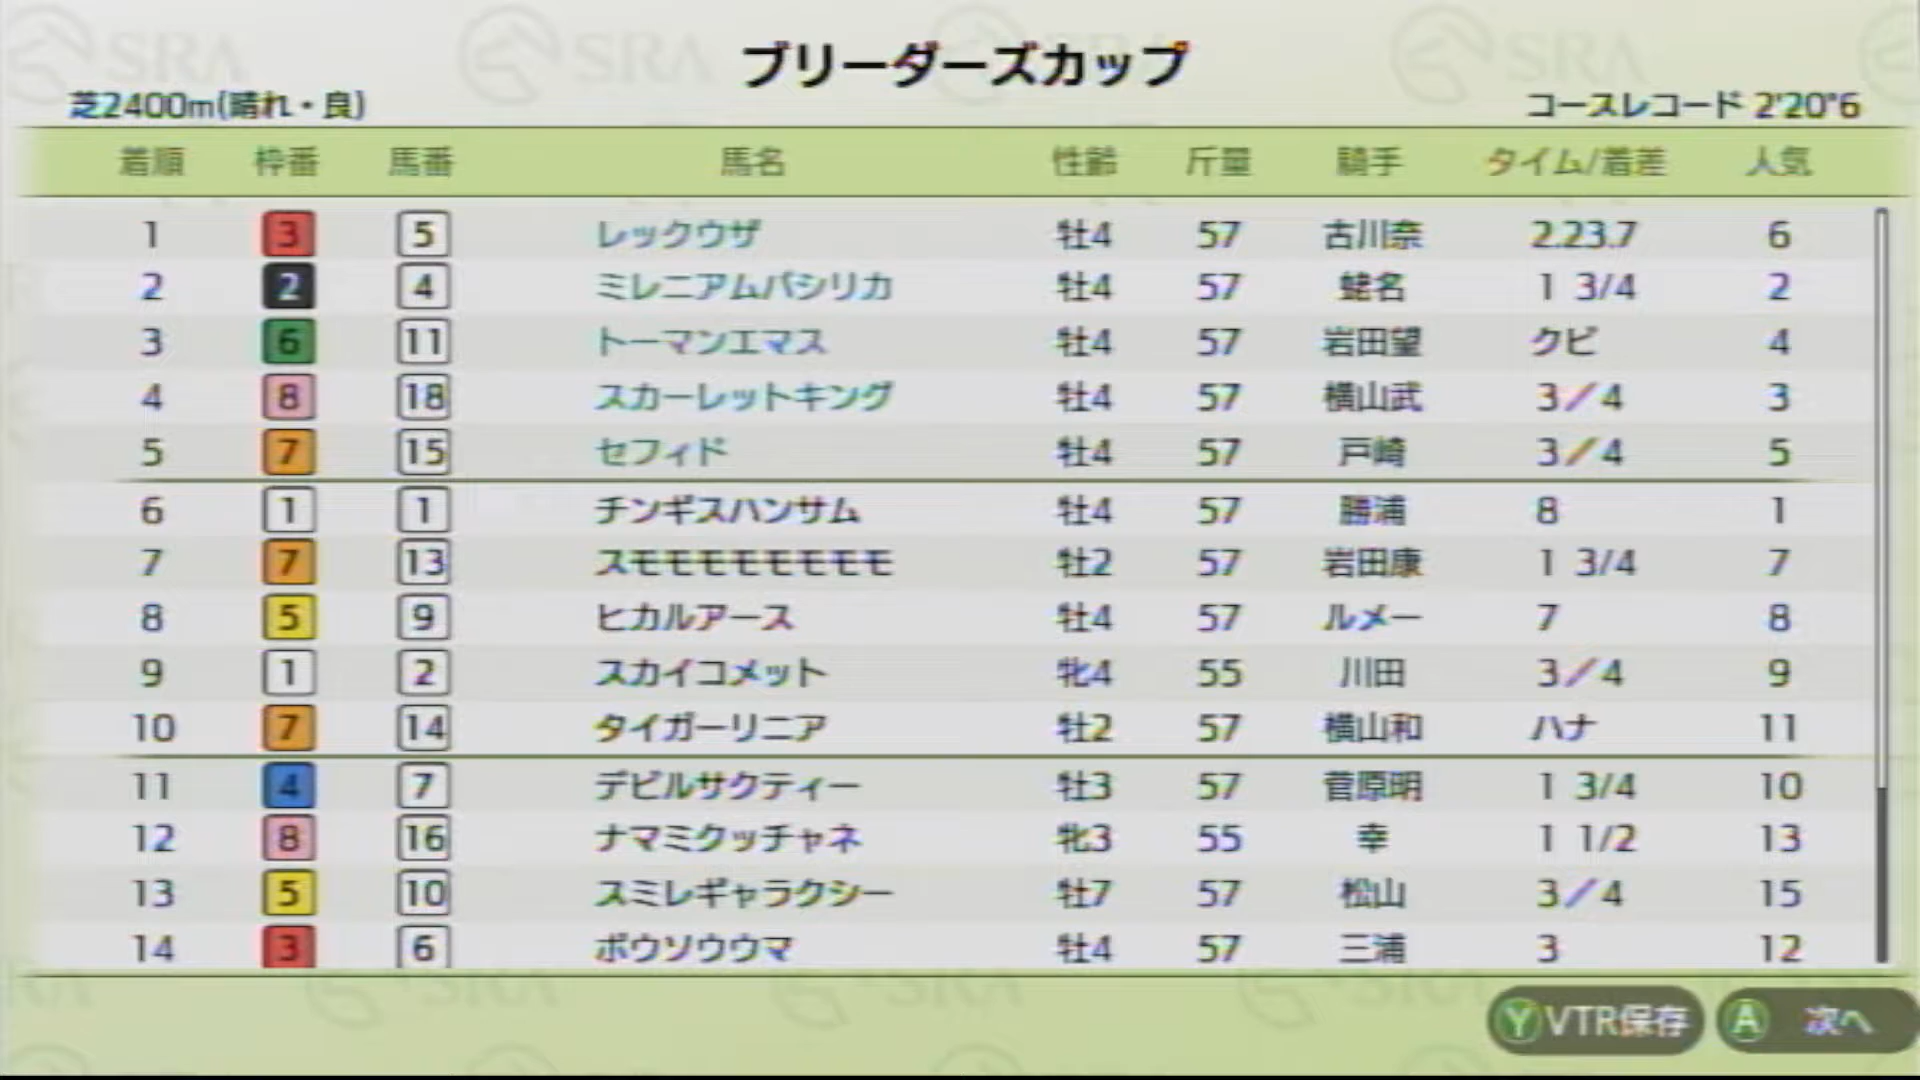 ブリーダーズカップ
芝2400m(晴れ・良) コースレコード 2'20"6
着順 枠番 馬番 馬名 性齢 斤量 騎手 タイム/着差 人気
1 3 5 レックウザ 牡4 57 古川奈 2.23.7 6
2 2 4 ミレニアムバシリカ 牡4 57 蛯名 1 3/4 2
3 6 11 トーマンエマス 牡4 57 岩田望 クビ 4
4 8 18 スカーレットキング 牡4 57 横山武 3/4 3
5 7 15 セフィド 牡4 57 戸崎 3/4 5
6 1 1 チンギスハンサム 牡4 57 勝浦 8 1
7 7 13 スモモモモモモモモ 牡2 57 岩田康 1 3/4 7
8 5 9 ヒカルアース 牡4 57 ルメー 7 8
9 1 2 スカイコメット 牝4 55 川田 3/4 9
10 7 14 タイガーリニア 牡2 57 横山和 ハナ 11
11 4 7 デビルサクティー 牡3 57 菅原明 1 3/4 10
12 8 16 ナマミクッチャネ 牝3 55 幸 1 1/2 13
13 5 10 スミレギャラクシー 牡7 57 松山 3/4 15
14 3 6 ボウソウウマ 牡4 57 三浦 3 12
Y VTR保存 A 次へ
SRA